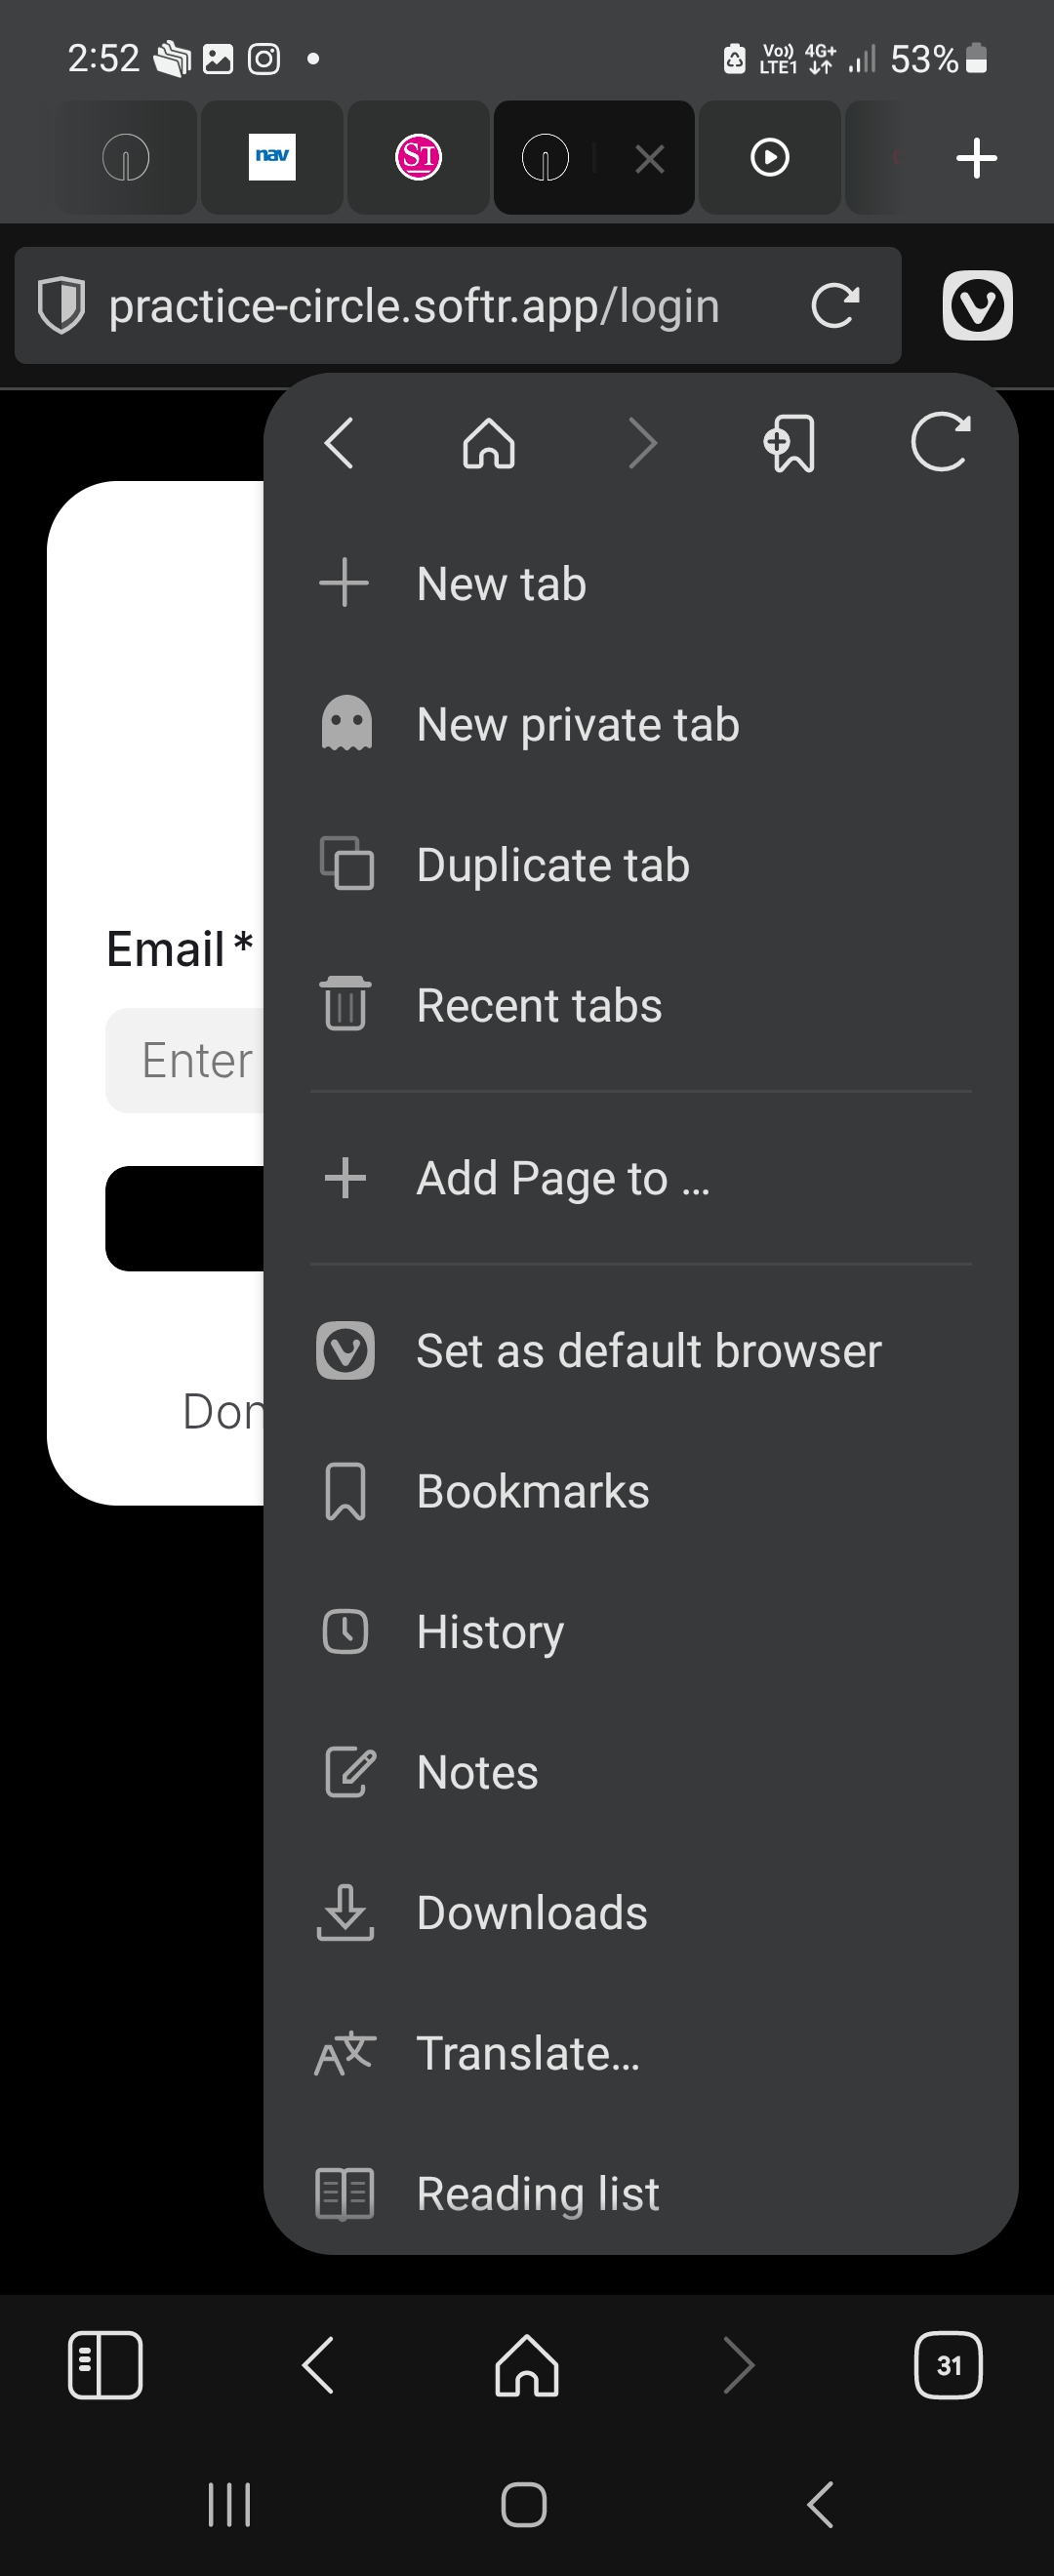 2:52
Vo)) LTE1 4G+ 53%
nav
ST
practice-circle.softr.app/login
New tab
New private tab
Duplicate tab
Recent tabs
Email*
Enter
Add Page to ...
Set as default browser
Don
Bookmarks
History
Notes
Downloads
Translate...
Reading list
31